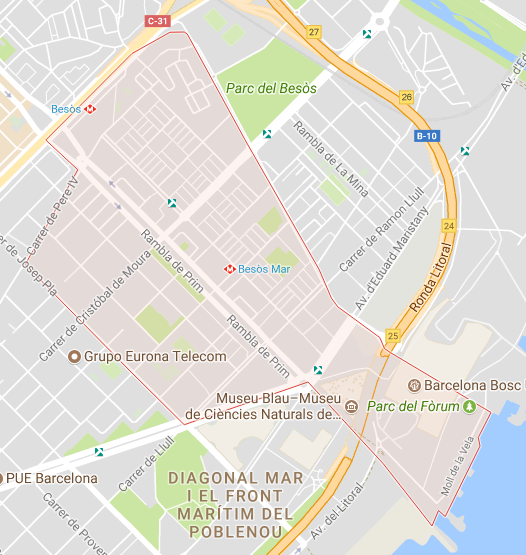 C-31
27
Parc del Besòs
Av. d'E
26
Besòs
B-10
Rambla de La Mina
Carrer de Pere IV
Carrer de Ramon Llull
Av. d'Eduard Maristany
24
Rambla de Prim
er de Josep Pla
Besòs Mar
Ronda Litoral
Carrer de Cristóbal de Moura
Rambla de Prim
25
Grupo Eurona Telecom
Museu Blau-Museu
de Ciències Naturals de...
Barcelona Bosc
Parc del Fòrum
Carrer de Llull
Moll de la Vela
PUE Barcelona
DIAGONAL MAR
I EL FRONT
MARÍTIM DEL
POBLENOU
Av. del Litoral
Carrer de Proven